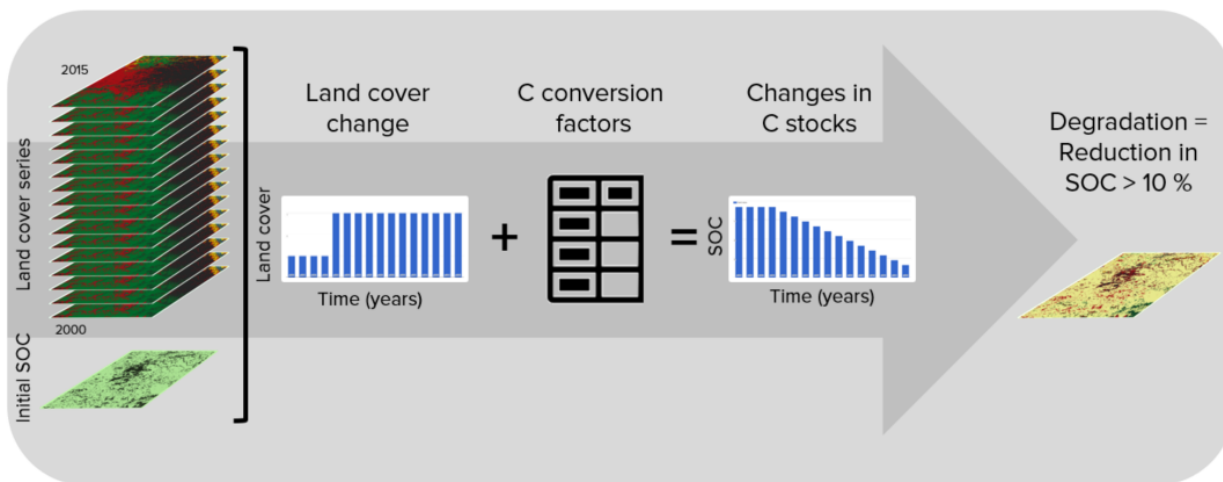 2015
Land cover series
2000
Initial SOC
Land cover
change
Land cover
Time (years)
+
C conversion
factors
=
Changes in
C stocks
SOC
Time (years)
Degradation =
Reduction in
SOC > 10 %